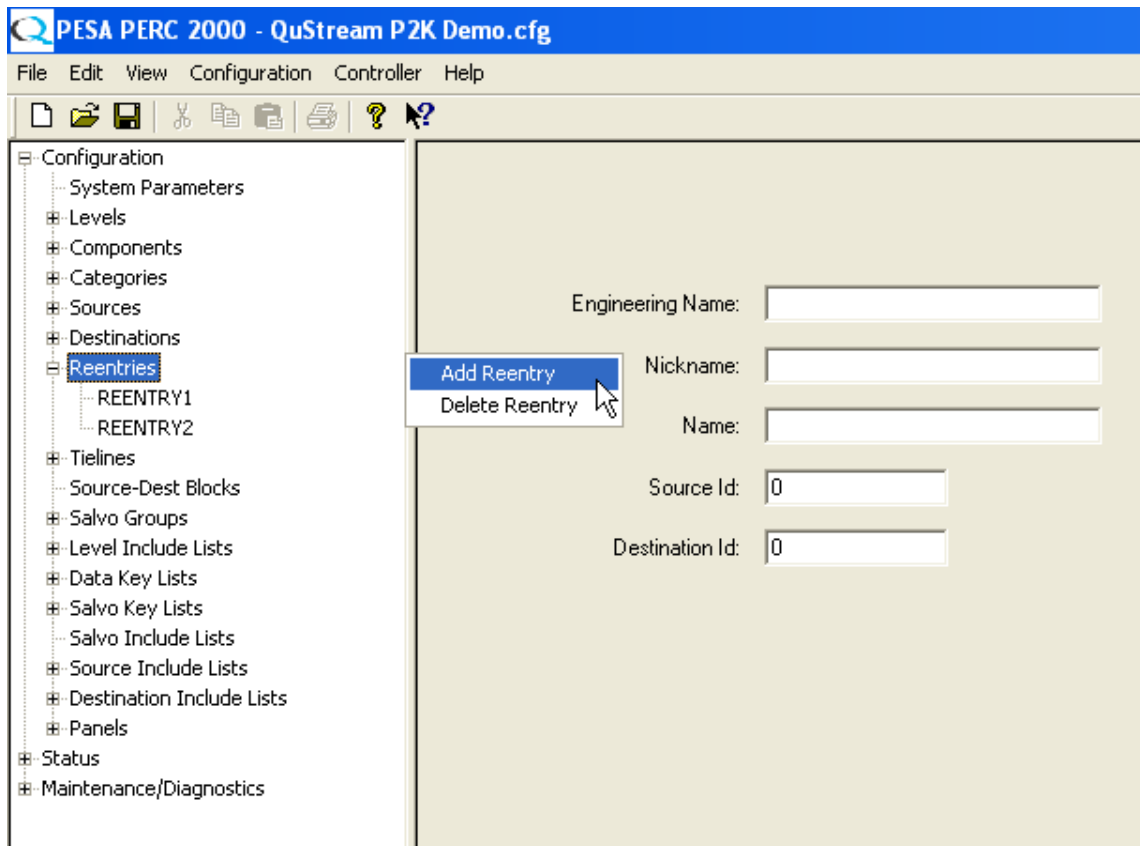 PESA PERC 2000 - QuStream P2K Demo.cfg
File Edit View Configuration Controller Help
Configuration
System Parameters
Levels
Components
Categories
Sources
Destinations
Reentries
REENTRY1
REENTRY2
Tielines
Source-Dest Blocks
Salvo Groups
Level Include Lists
Data Key Lists
Salvo Key Lists
Salvo Include Lists
Source Include Lists
Destination Include Lists
Panels
Status
Maintenance/Diagnostics
Add Reentry
Delete Reentry
Engineering Name:
Nickname:
Name:
Source Id: 0
Destination Id: 0